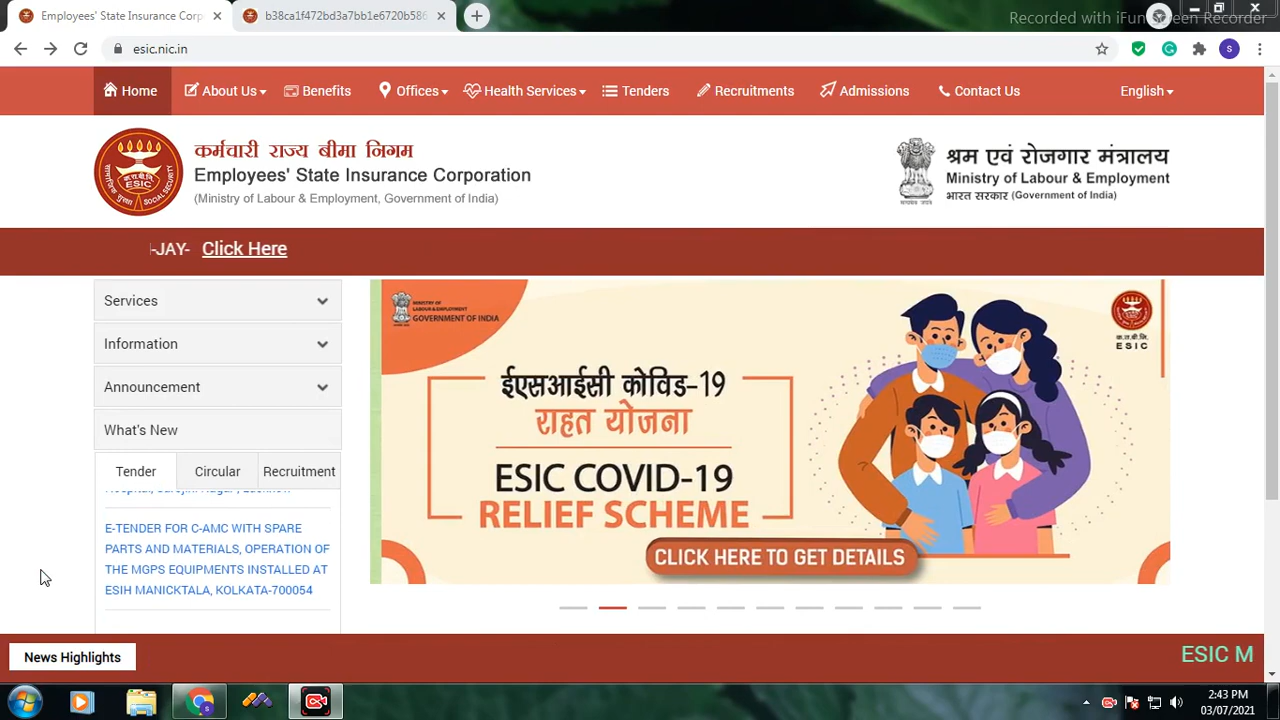 Recorded with iFun Screen Recorder
Employees' State Insurance Corp
b38ca1f472bd3a7bb1e6720b586
esic.nic.in
S
Home About Us Benefits Offices Health Services Tenders Recruitments Admissions Contact Us English
कर्मचारी राज्य बीमा निगम
Employees' State Insurance Corporation
(Ministry of Labour & Employment, Government of India)
श्रम एवं रोजगार मंत्रालय
Ministry of Labour & Employment
भारत सरकार (Government of India)
-JAY- Click Here
Services
Information
Announcement
What's New
Tender Circular Recruitment
E-TENDER FOR C-AMC WITH SPARE
PARTS AND MATERIALS, OPERATION OF
THE MGPS EQUIPMENTS INSTALLED AT
ESIH MANICKTALA, KOLKATA-700054
MINISTRY OF
LABOUR & EMPLOYMENT
GOVERNMENT OF INDIA
क.रा.बी.नि.
ESIC
ईएसआईसी कोविड-19
राहत योजना
ESIC COVID-19
RELIEF SCHEME
CLICK HERE TO GET DETAILS
News Highlights
ESIC M
2:43 PM
03/07/2021